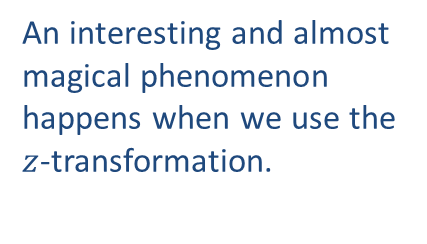 An interesting and almost
magical phenomenon
happens when we use the
z-transformation.